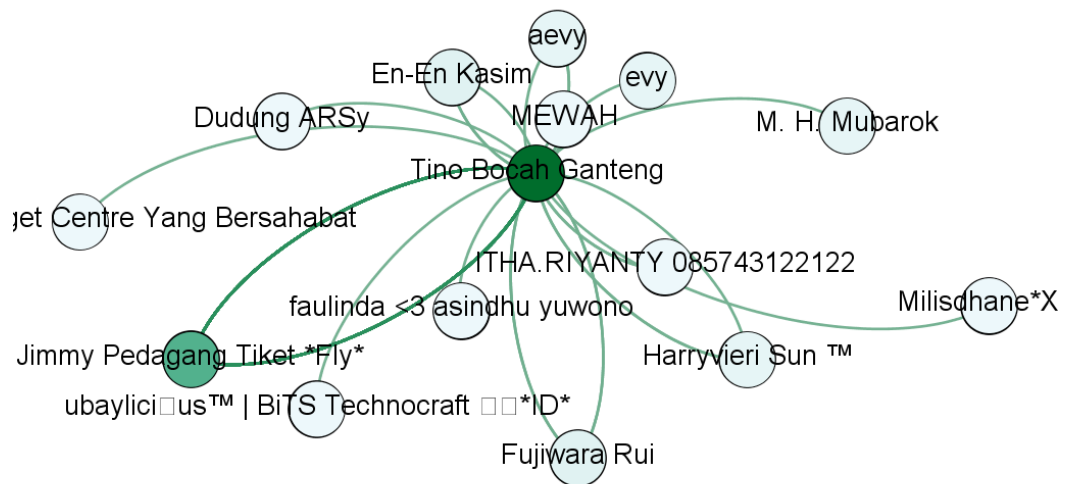 aevy
En-En Kasim
evy
Dudung ARSy
MEWAH
M. H. Mubarok
Tino Bocah Ganteng
get Centre Yang Bersahabat
ITHA.RIYANTY 085743122122
faulinda <3 asindhu yuwono
Milisdhane*X
Jimmy Pedagang Tiket *Fly*
Harryvieri Sun ™
ubaylici□us™ | BiTS Technocraft □□*ID*
Fujiwara Rui